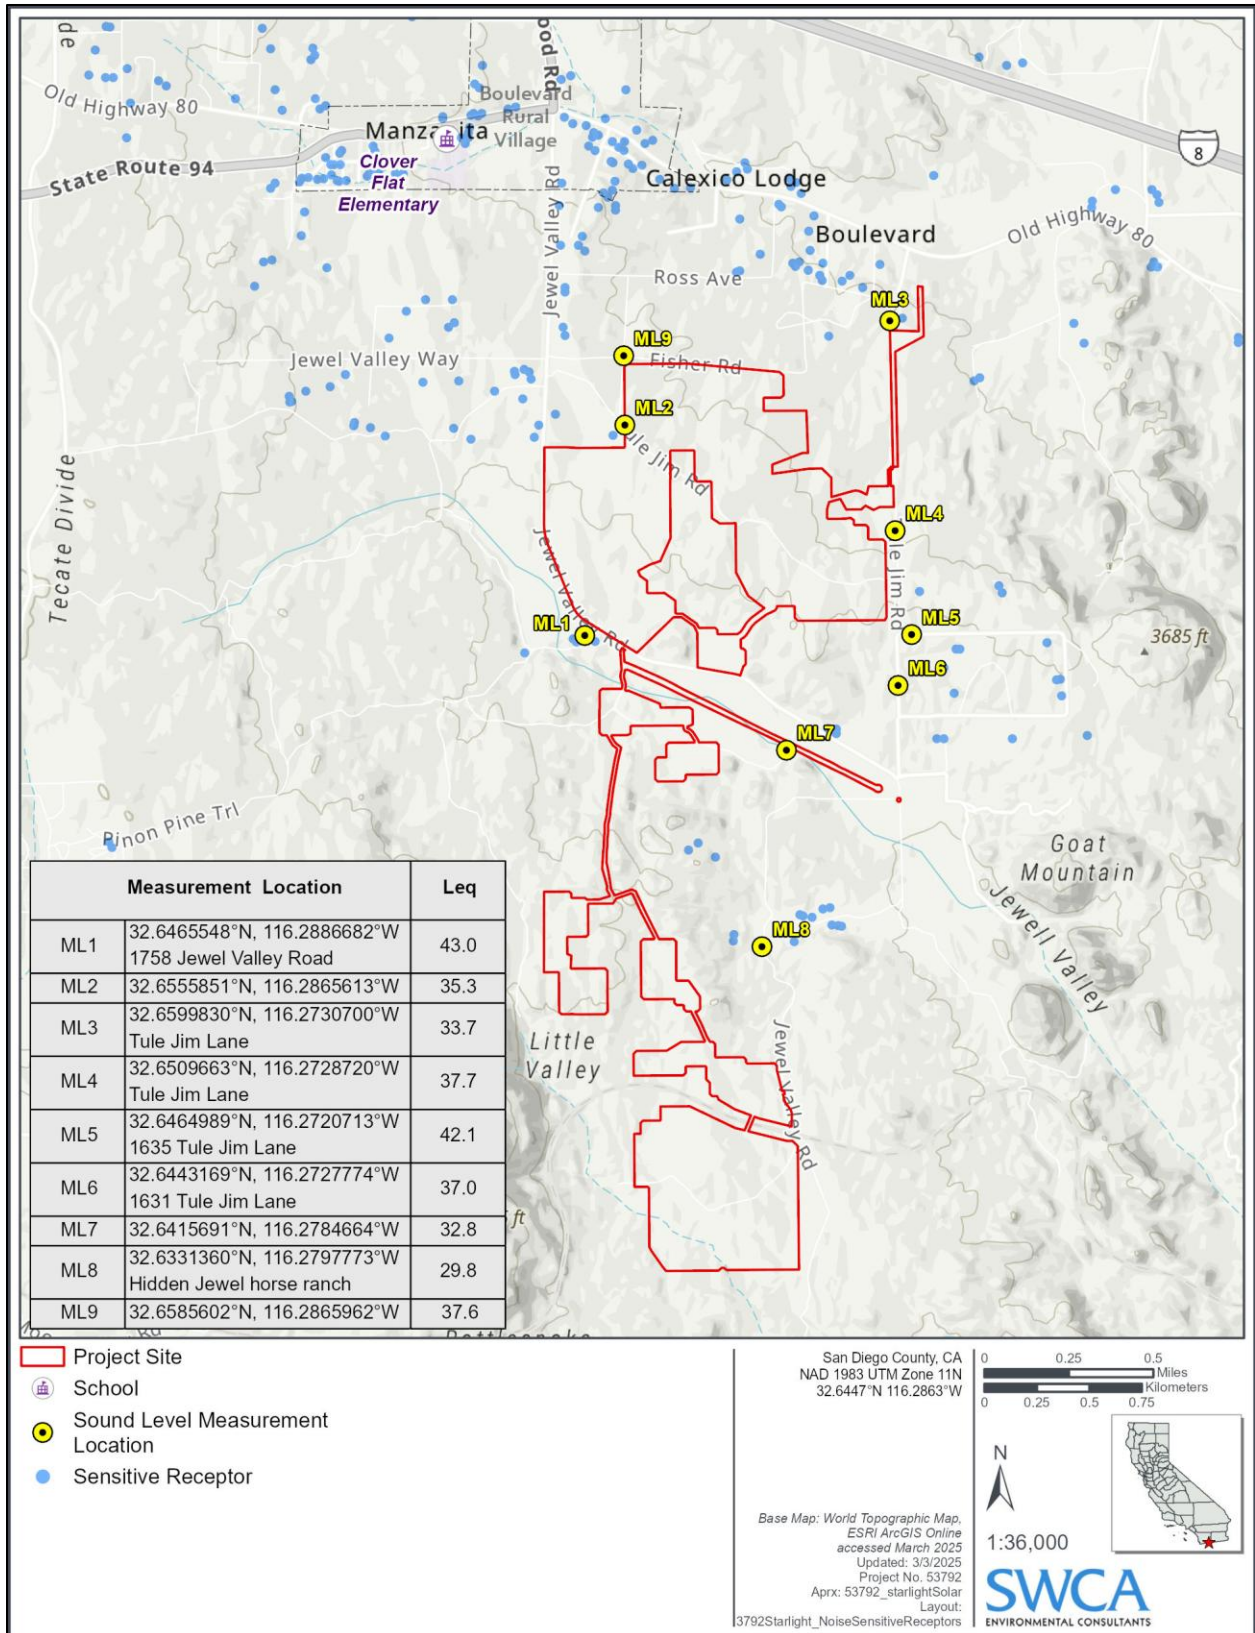 Old Highway 80
Boulevard
Rural
Village
Manzanita
State Route 94
Clover
Flat
Elementary
Jewel Valley Rd
Calexico Lodge
8
Boulevard
Old Highway 80
Ross Ave
ML3
ML9
Jewel Valley Way
Fisher Rd
ML2
Tule Jim Rd
Tecate Divide
ML4
Jewel Valley Rd
ML1
ML5
3685 ft
ML6
ML7
Pinon Pine Trl
Goat
Mountain
Jewell Valley
ML8
Little
Valley
Jewel Valley Rd
ft
Measurement Location Leq
ML1 32.6465548°N, 116.2886682°W 43.0
1758 Jewel Valley Road
ML2 32.6555851°N, 116.2865613°W 35.3
ML3 32.6599830°N, 116.2730700°W 33.7
Tule Jim Lane
ML4 32.6509663°N, 116.2728720°W 37.7
Tule Jim Lane
ML5 32.6464989°N, 116.2720713°W 42.1
1635 Tule Jim Lane
ML6 32.6443169°N, 116.2727774°W 37.0
1631 Tule Jim Lane
ML7 32.6415691°N, 116.2784664°W 32.8
ML8 32.6331360°N, 116.2797773°W 29.8
Hidden Jewel horse ranch
ML9 32.6585602°N, 116.2865962°W 37.6
Project Site
School
Sound Level Measurement
Location
Sensitive Receptor
San Diego County, CA
NAD 1983 UTM Zone 11N
32.6447°N 116.2863°W
0 0.25 0.5
Miles
Kilometers
0 0.25 0.5 0.75
N
1:36,000
Base Map: World Topographic Map,
ESRI ArcGIS Online
accessed March 2025
Updated: 3/3/2025
Project No. 53792
Aprx: 53792_starlightSolar
Layout:
3792Starlight_NoiseSensitiveReceptors
SWCA
ENVIRONMENTAL CONSULTANTS